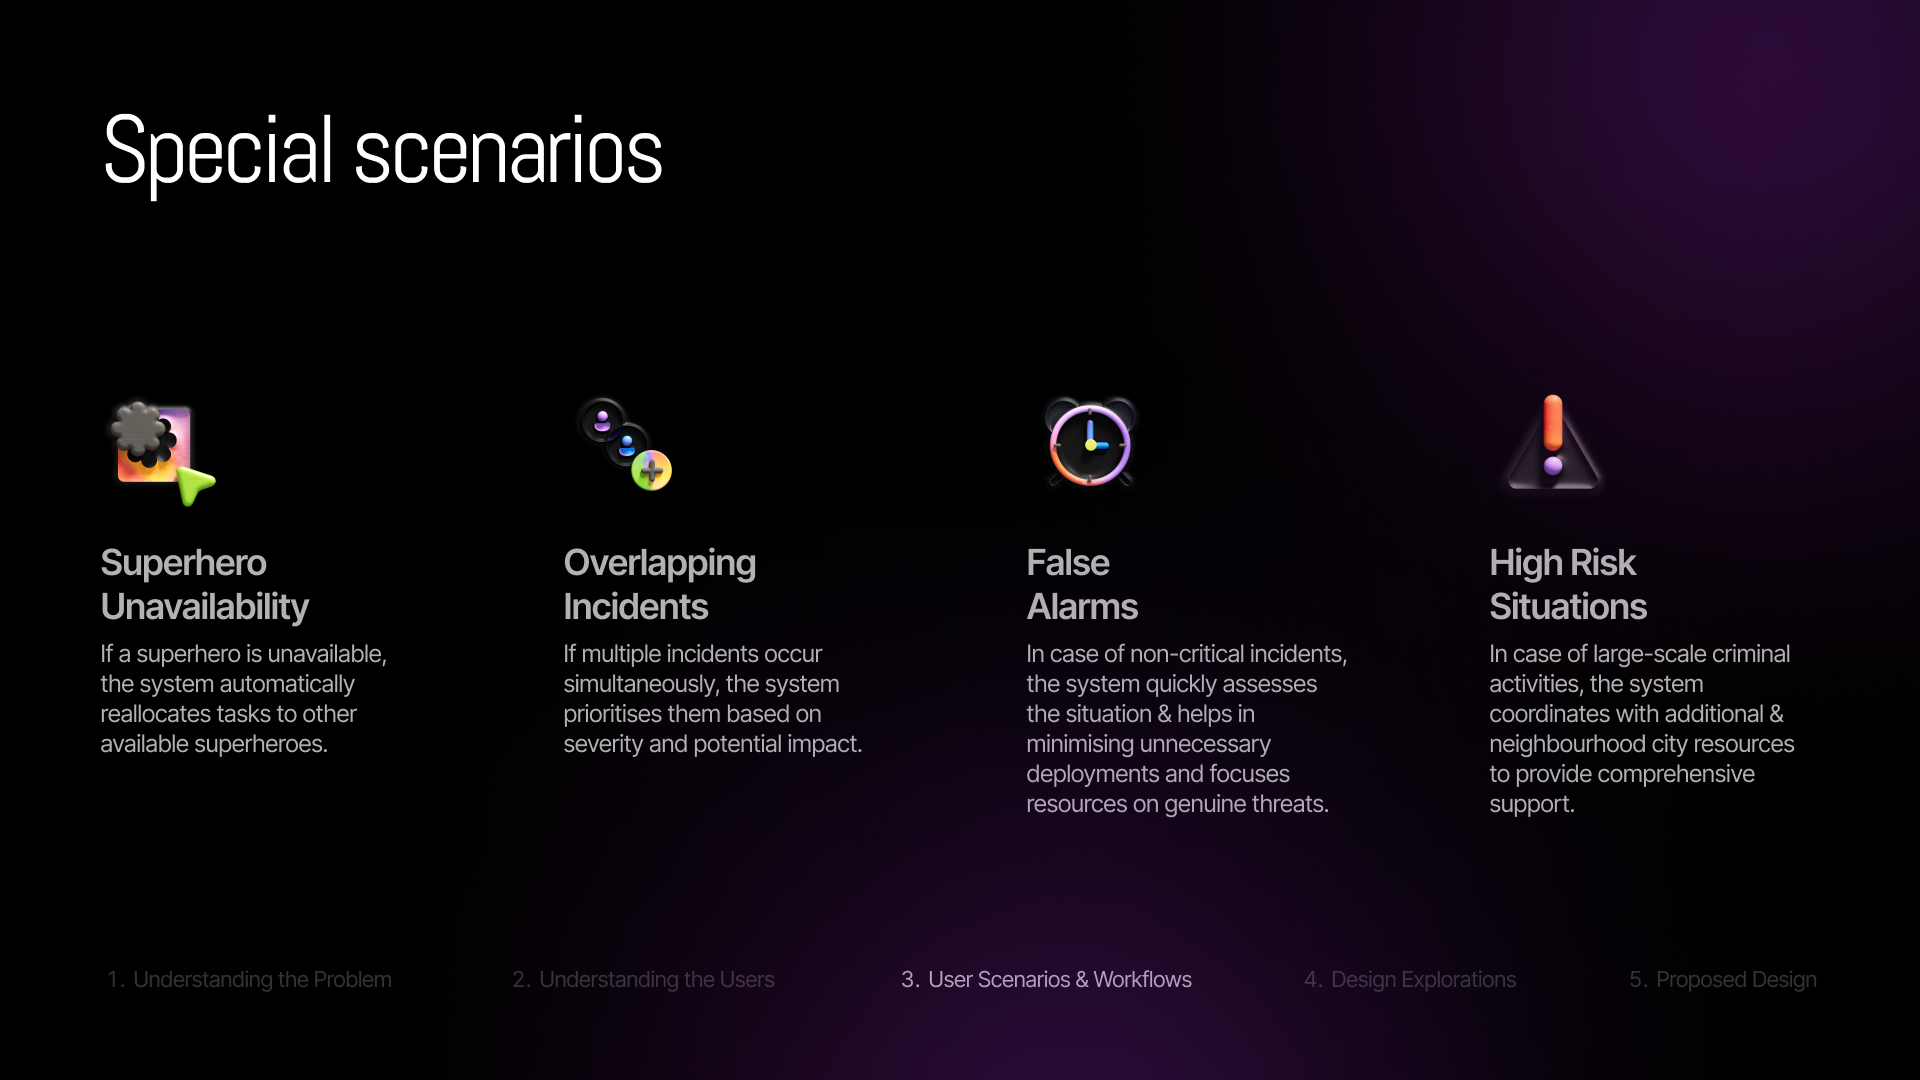 Special scenarios
Superhero
Unavailability
If a superhero is unavailable,
the system automatically
reallocates tasks to other
available superheroes.
Overlapping
Incidents
If multiple incidents occur
simultaneously, the system
prioritises them based on
severity and potential impact.
False
Alarms
In case of non-critical incidents,
the system quickly assesses
the situation & helps in
minimising unnecessary
deployments and focuses
resources on genuine threats.
High Risk
Situations
In case of large-scale criminal
activities, the system
coordinates with additional &
neighbourhood city resources
to provide comprehensive
support.
1. Understanding the Problem
2. Understanding the Users
3. User Scenarios & Workflows
4. Design Explorations
5. Proposed Design